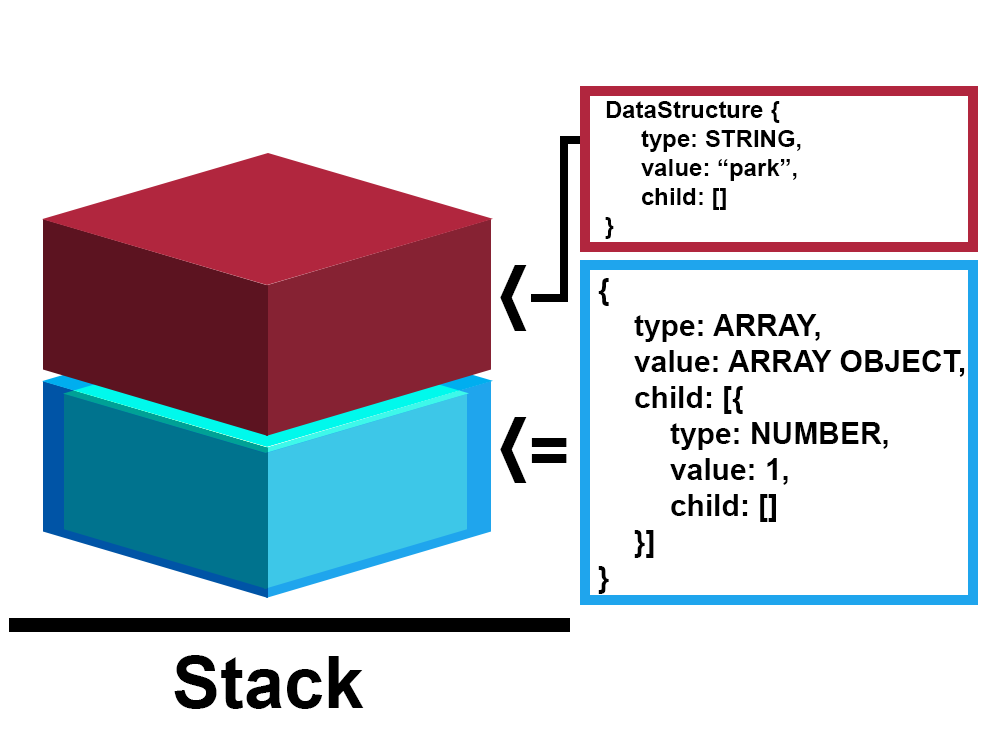 DataStructure {
type: STRING,
value: “park”,
child: []
}
{
type: ARRAY,
value: ARRAY OBJECT,
child: [{
type: NUMBER,
value: 1,
child: []
}]
}
Stack